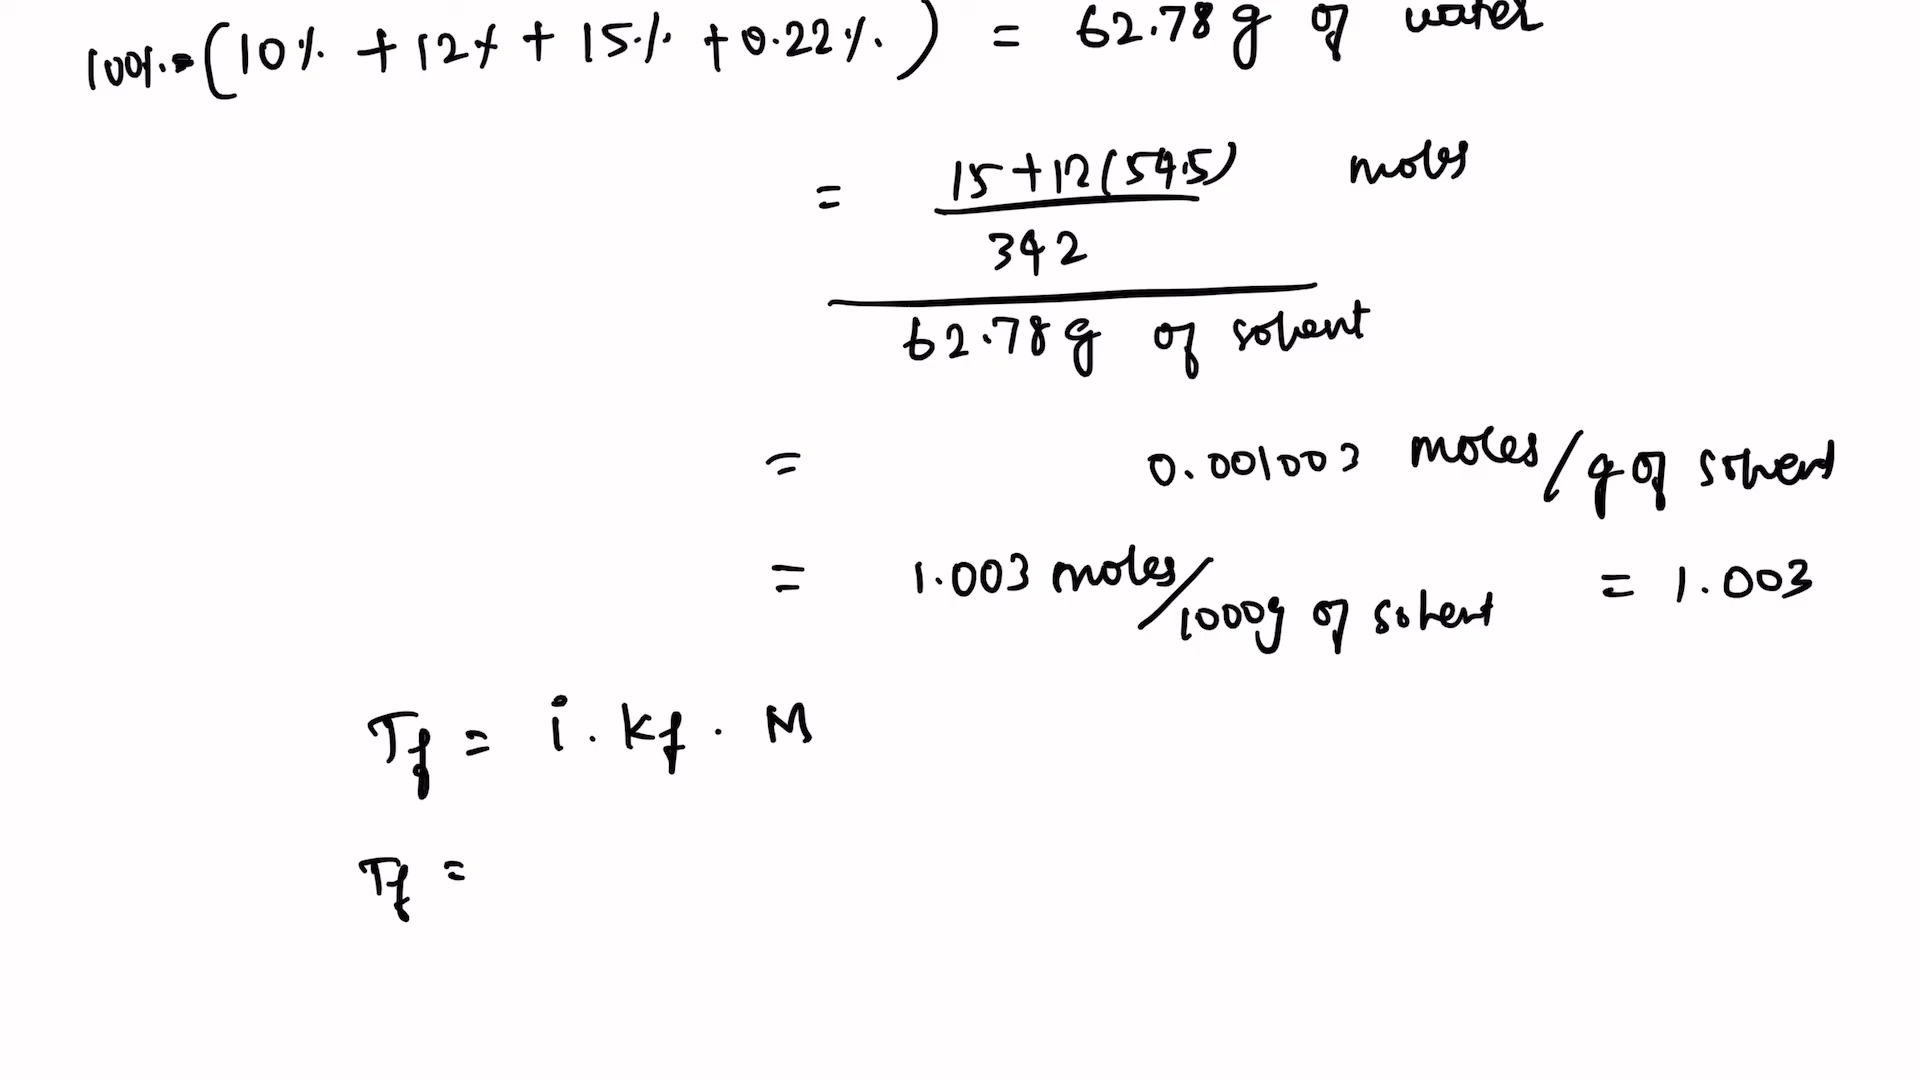 100%-(10% + 12% + 15% + 0.22%) = 62.78 g of water
= 15+12(54.5) moles
342
62.78 g of solvent
= 0.001003 moles/g of solvent
= 1.003 moles/1000g of solvent = 1.003
Tf = i . kf . M
Tf =